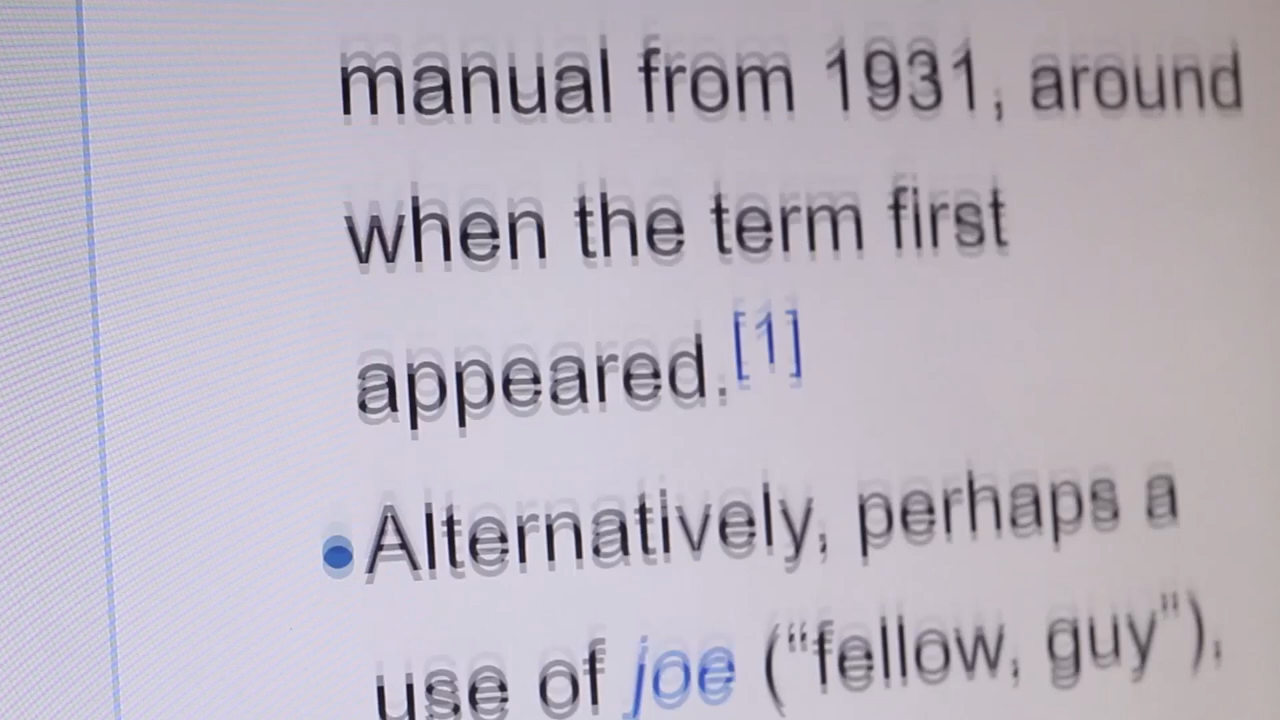 manual from 1931, around
when the term first
appeared.[1]
• Alternatively, perhaps a
use of joe (“fellow, guy”),